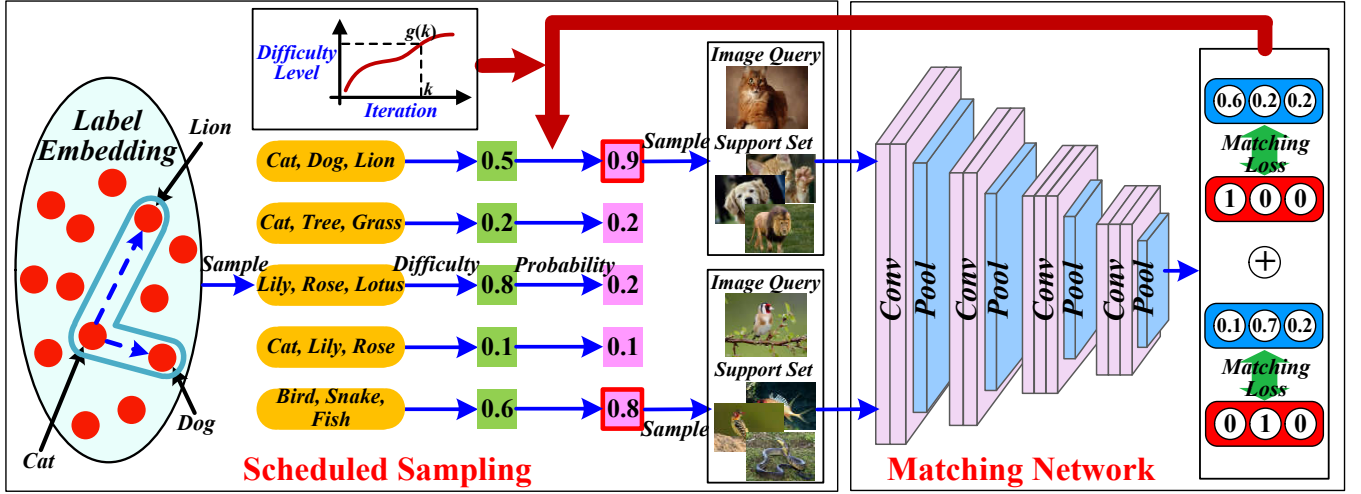 Difficulty
Level
g(k)
k
Iteration
Label
Embedding
Lion
Cat
Dog
Sample
Cat, Dog, Lion
0.5
0.9
Sample
Cat, Tree, Grass
0.2
0.2
Lily, Rose, Lotus
Difficulty
0.8
Probability
0.2
Cat, Lily, Rose
0.1
0.1
Bird, Snake,
Fish
0.6
0.8
Sample
Scheduled Sampling
Image Query
Support Set
Image Query
Support Set
Conv
Pool
Conv
Pool
Conv
Pool
Conv
Pool
Matching Network
0.6 0.2 0.2
Matching
Loss
1 0 0
+
0.1 0.7 0.2
Matching
Loss
0 1 0